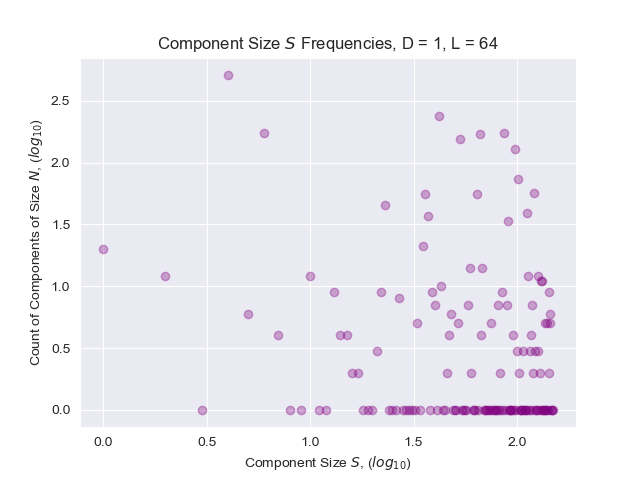 Component Size S Frequencies, D = 1, L = 64
Count of Components of Size N, (log10)
2.5
2.0
1.5
1.0
0.5
0.0
0.0 0.5 1.0 1.5 2.0
Component Size S, (log10)